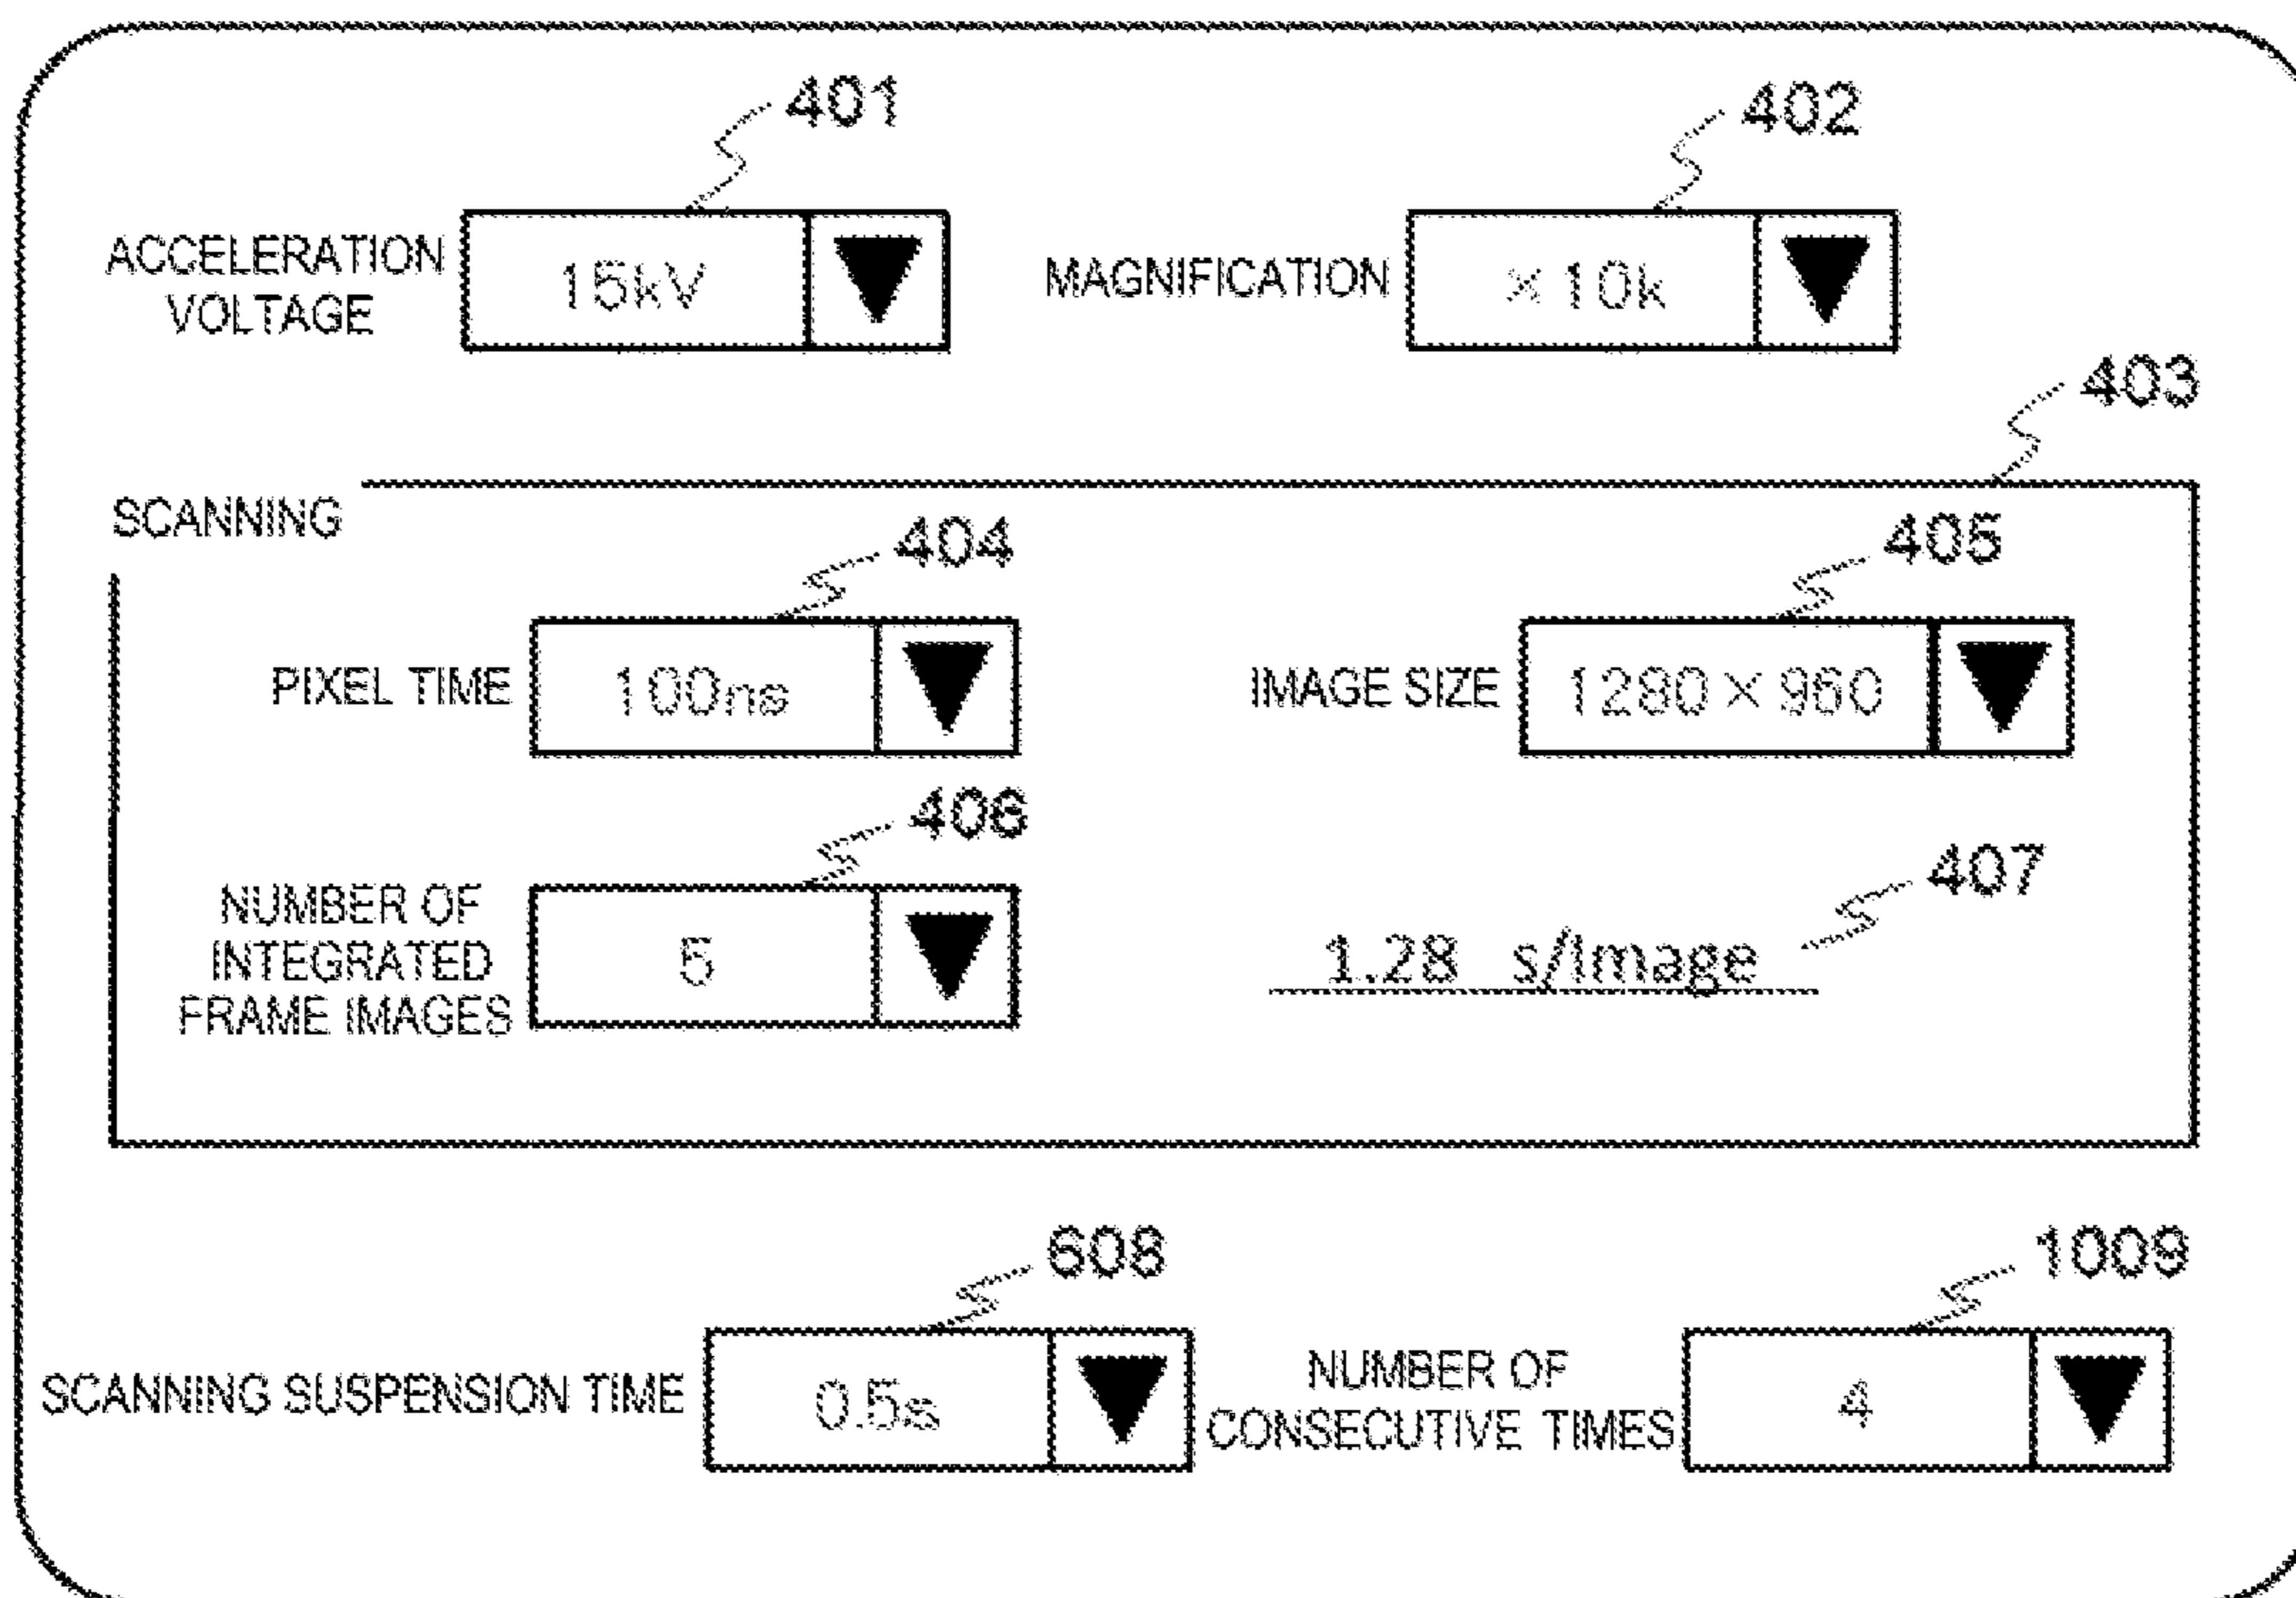 401
402
ACCELERATION
VOLTAGE
15kV
MAGNIFICATION
×10k
403
SCANNING
404
405
PIXEL TIME
100ns
IMAGE SIZE
1280×960
406
407
NUMBER OF
INTEGRATED
FRAME IMAGES
5
1.28 s/Image
608
1009
SCANNING SUSPENSION TIME
0.5s
NUMBER OF
CONSECUTIVE TIMES
4